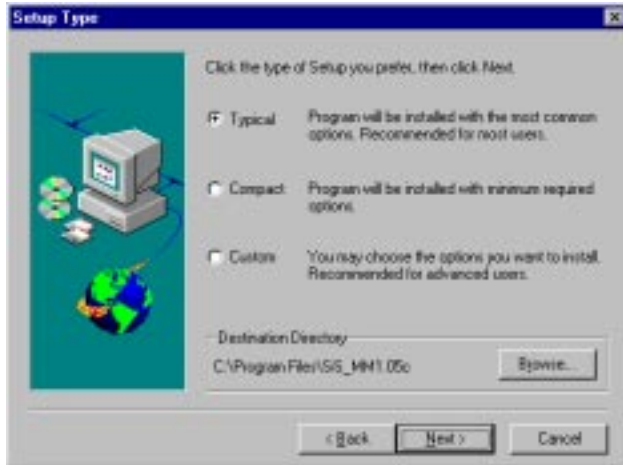 Setup Type
Click the type of Setup you prefer, then click Next.
Typical Program will be installed with the most common
options. Recommended for most users.
Compact Program will be installed with minimum required
options.
Custom You may choose the options you want to install.
Recommended for advanced users.
Destination Directory
C:\Program Files\SiS_MM1.05c
Browse...
< Back Next > Cancel